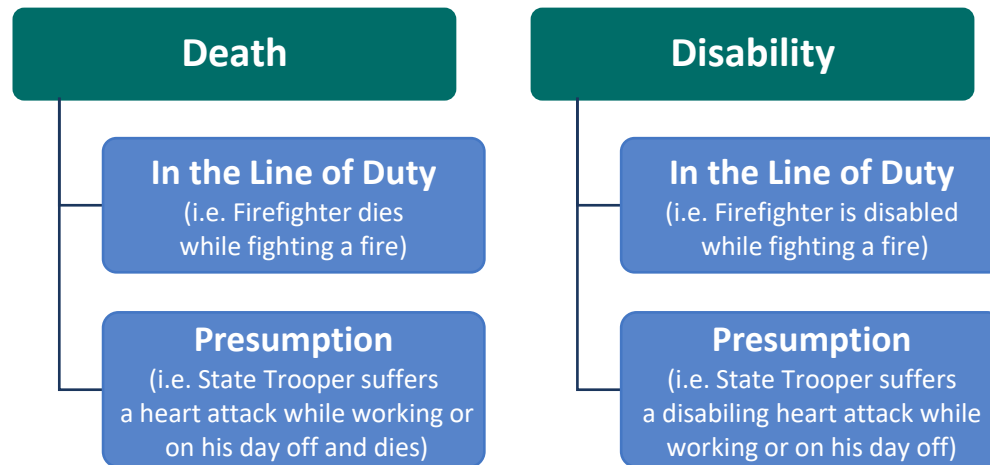 Death
In the Line of Duty
(i.e. Firefighter dies
while fighting a fire)
Presumption
(i.e. State Trooper suffers
a heart attack while working or
on his day off and dies)
Disability
In the Line of Duty
(i.e. Firefighter is disabled
while fighting a fire)
Presumption
(i.e. State Trooper suffers
a disabiling heart attack while
working or on his day off)